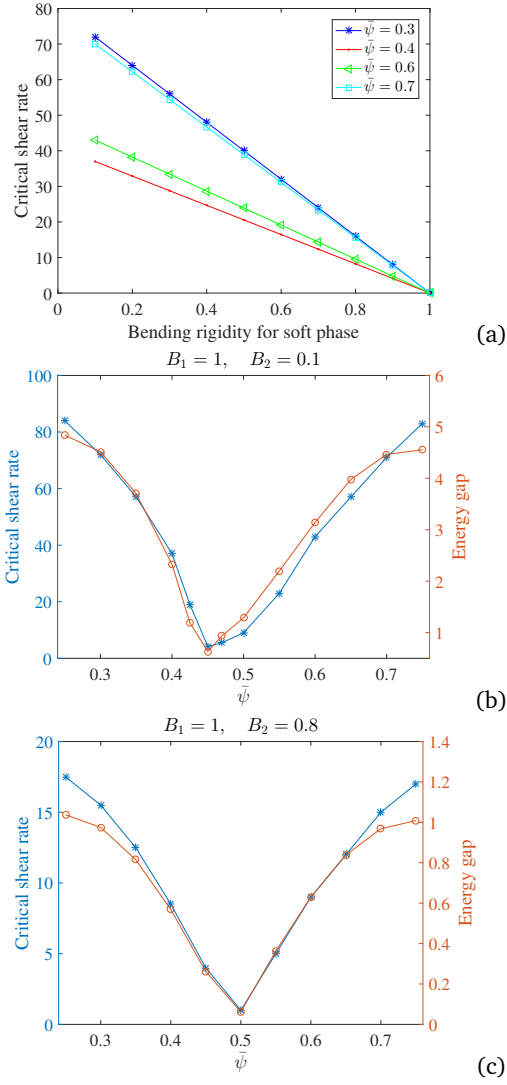 80
70
60
50
40
30
20
10
0
Critical shear rate
ψ̄ = 0.3
ψ̄ = 0.4
ψ̄ = 0.6
ψ̄ = 0.7
0 0.2 0.4 0.6 0.8 1
Bending rigidity for soft phase
(a)
B₁ = 1, B₂ = 0.1
100
80
60
40
20
0
Critical shear rate
6
5
4
3
2
1
Energy gap
0.3 0.4 0.5 0.6 0.7
ψ̄
(b)
B₁ = 1, B₂ = 0.8
20
15
10
5
0
Critical shear rate
1.4
1.2
1
0.8
0.6
0.4
0.2
0
Energy gap
0.3 0.4 0.5 0.6 0.7
ψ̄
(c)